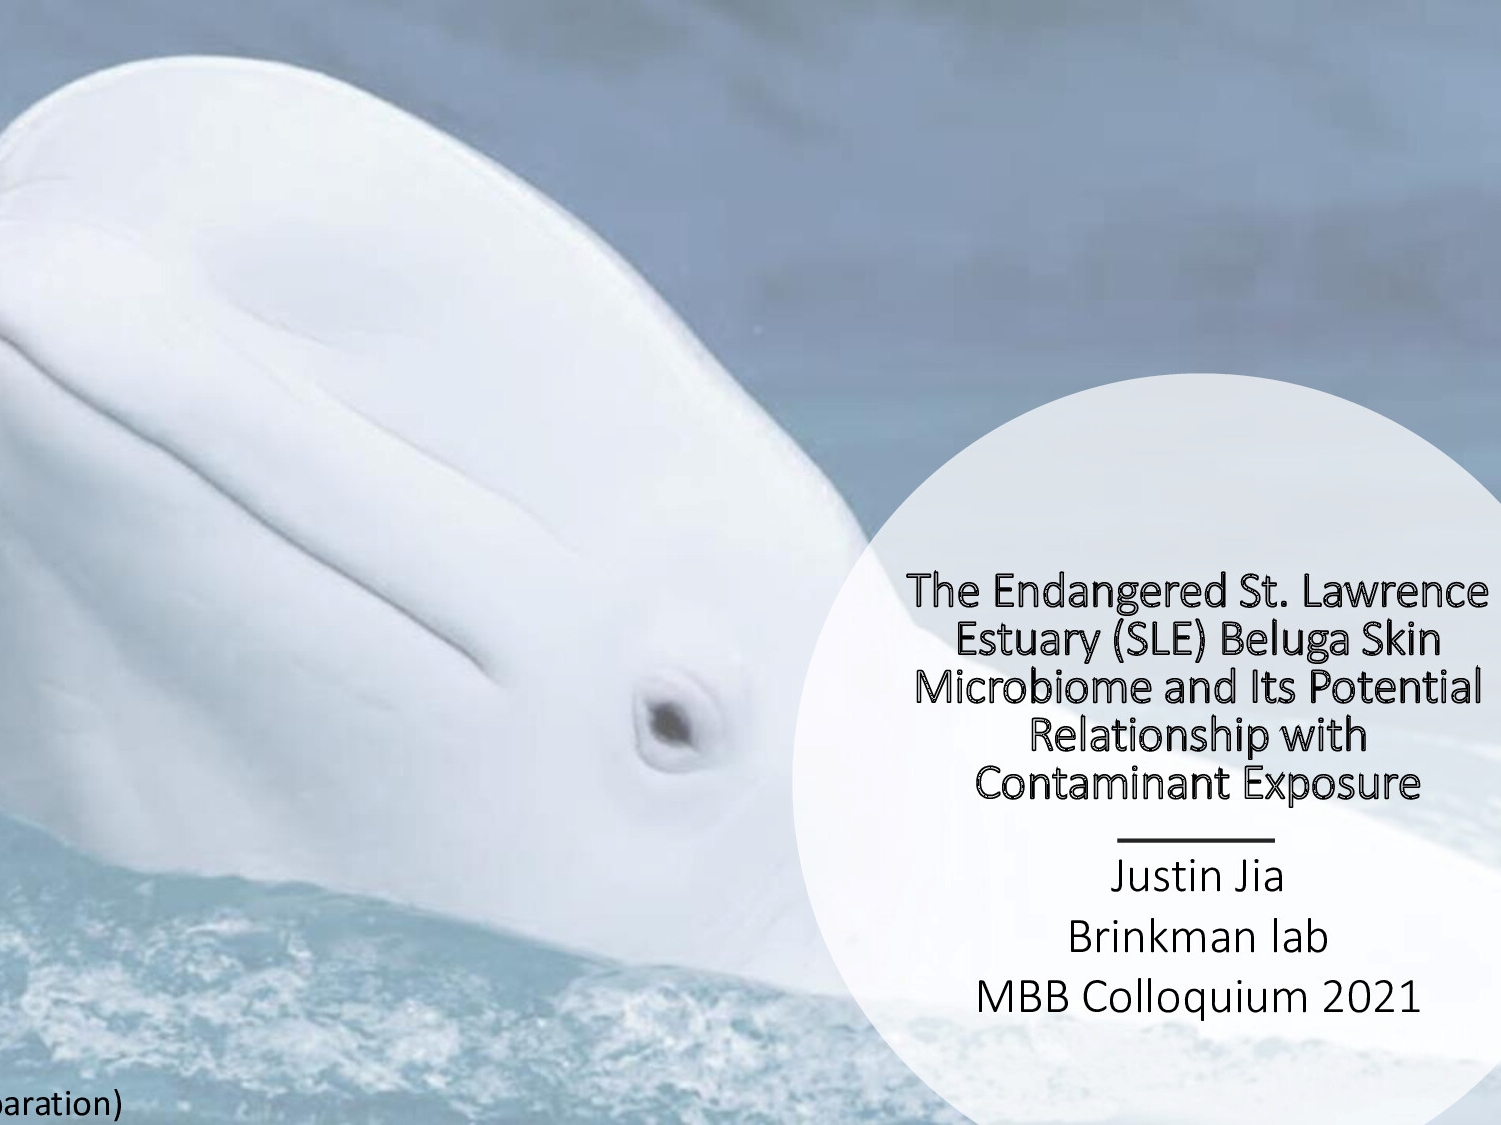 The Endangered St. Lawrence
Estuary (SLE) Beluga Skin
Microbiome and Its Potential
Relationship with
Contaminant Exposure
Justin Jia
Brinkman lab
MBB Colloquium 2021
paration)